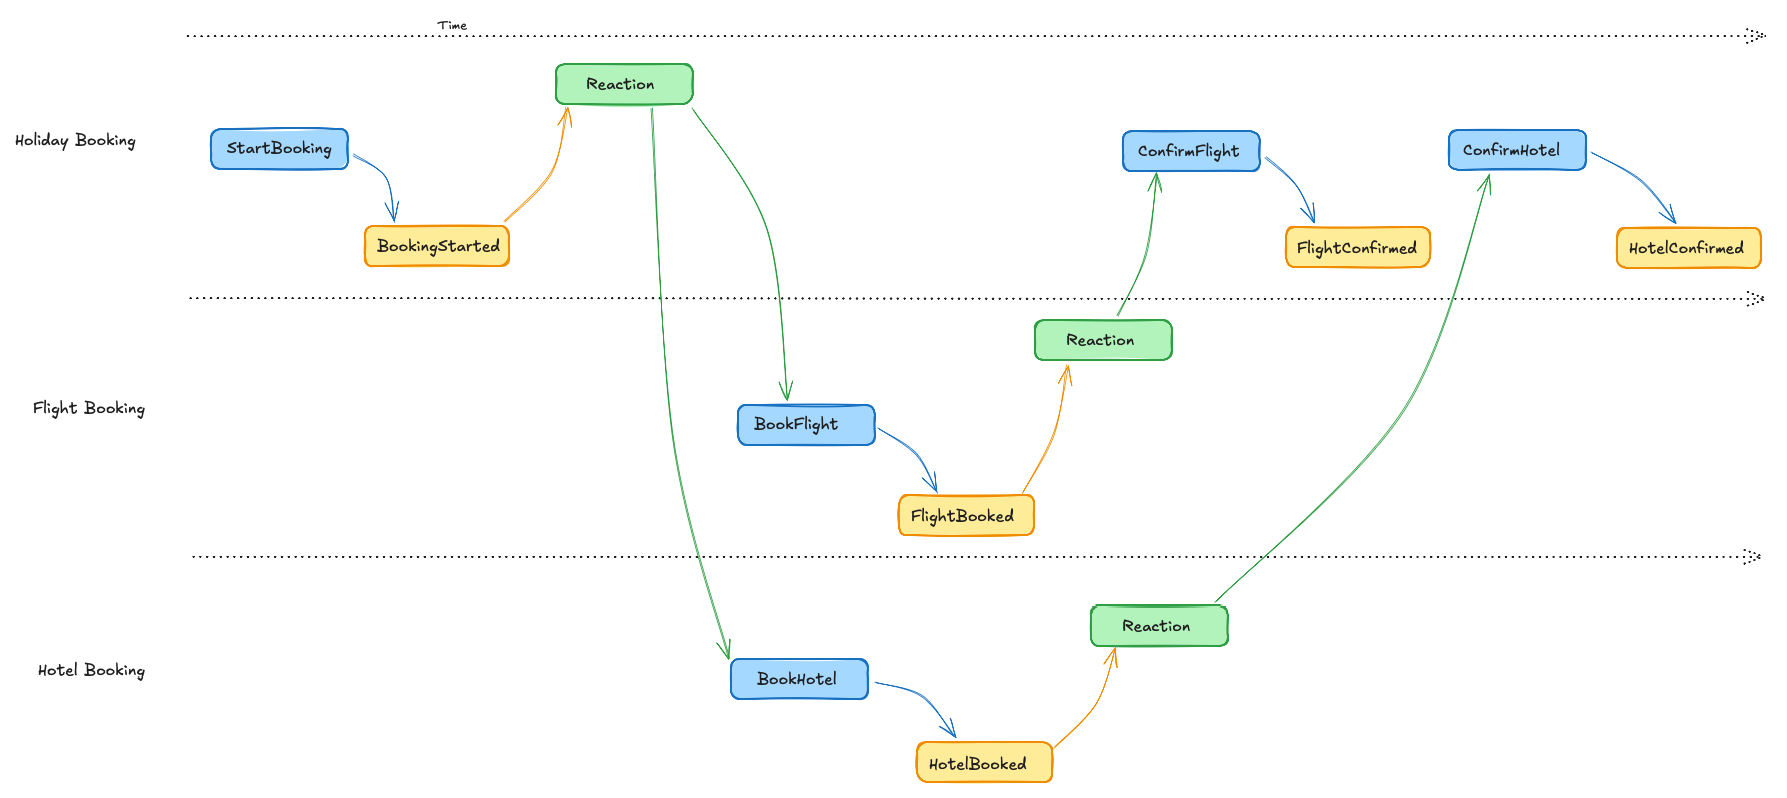 Time
Reaction
Holiday Booking
StartBooking
ConfirmFlight
ConfirmHotel
BookingStarted
FlightConfirmed
HotelConfirmed
Reaction
Flight Booking
BookFlight
FlightBooked
Reaction
Hotel Booking
BookHotel
HotelBooked